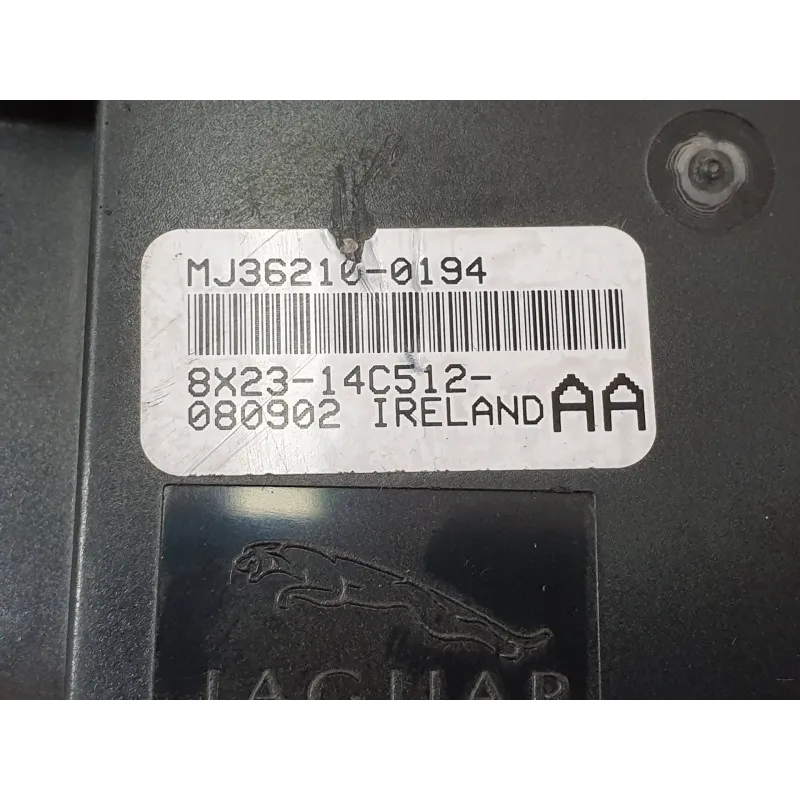 MJ36210-0194
8X23-14C512-
080902 IRELAND AA
JAGUAR